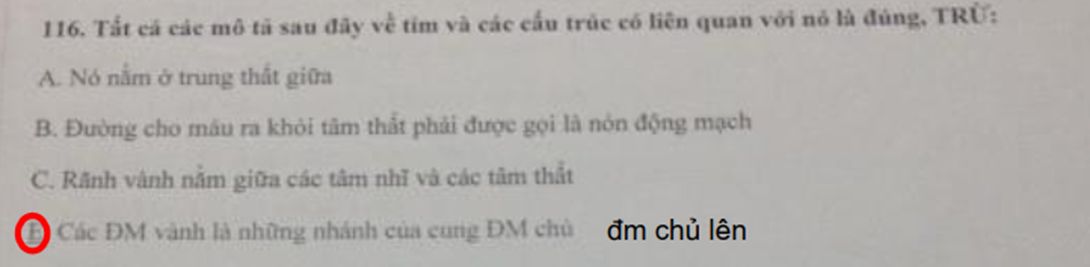 116. Tất cả các mô tả sau đây về tim và các cấu trúc có liên quan với nó là đúng, TRỪ:
A. Nó nằm ở trung thất giữa
B. Đường cho máu ra khỏi tâm thất phải được gọi là nón động mạch
C. Rãnh vành nằm giữa các tâm nhĩ và các tâm thất
Các ĐM vành là những nhánh của cung ĐM chủ đm chủ lên